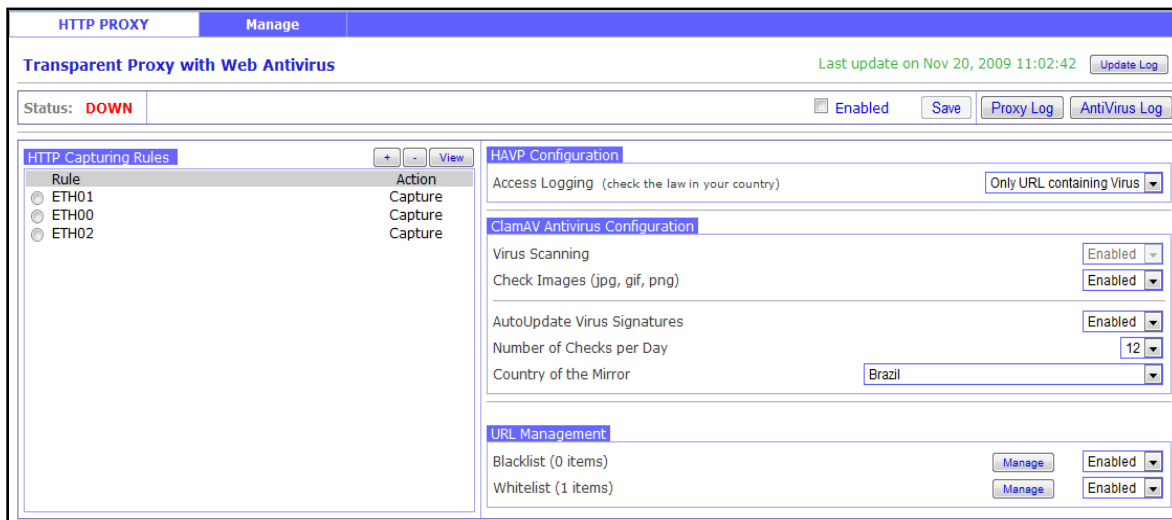 HTTP PROXY Manage
Transparent Proxy with Web Antivirus Last update on Nov 20, 2009 11:02:42 Update Log
Status: DOWN Enabled Save Proxy Log AntiVirus Log
HTTP Capturing Rules + - View
Rule Action
ETH01 Capture
ETH00 Capture
ETH02 Capture
HAVP Configuration
Access Logging (check the law in your country) Only URL containing Virus
ClamAV Antivirus Configuration
Virus Scanning Enabled
Check Images (jpg, gif, png) Enabled
AutoUpdate Virus Signatures Enabled
Number of Checks per Day 12
Country of the Mirror Brazil
URL Management
Blacklist (0 items) Manage Enabled
Whitelist (1 items) Manage Enabled